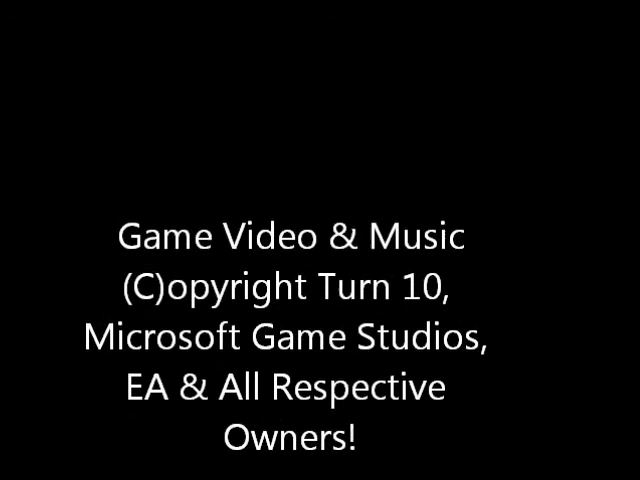 Game Video & Music
(C)opyright Turn 10,
Microsoft Game Studios,
EA & All Respective
Owners!